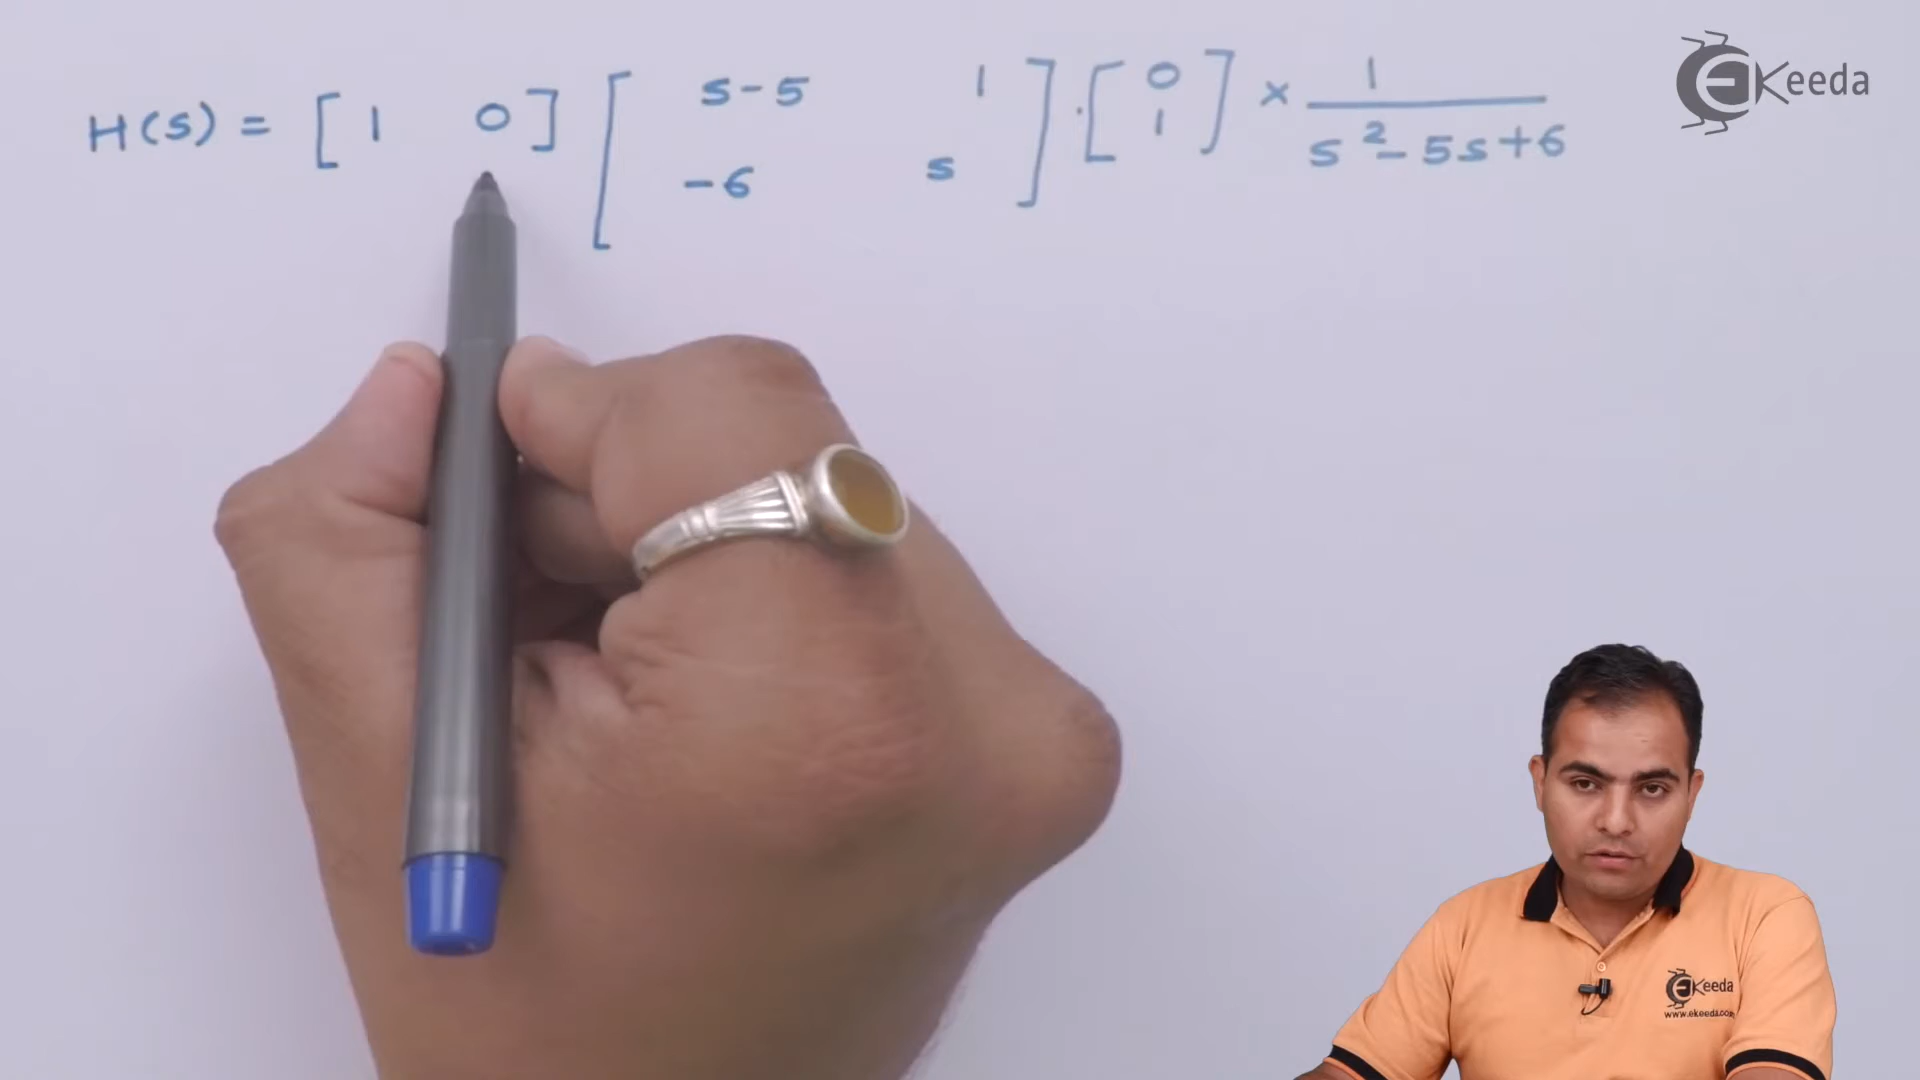 H(s) = [ 1 0 ] [ s-5 1 ] . [ 0 ] × 1
[ -6 s ] [ 1 ] s²-5s+6
EKeeda
EKeeda
www.ekeeda.com